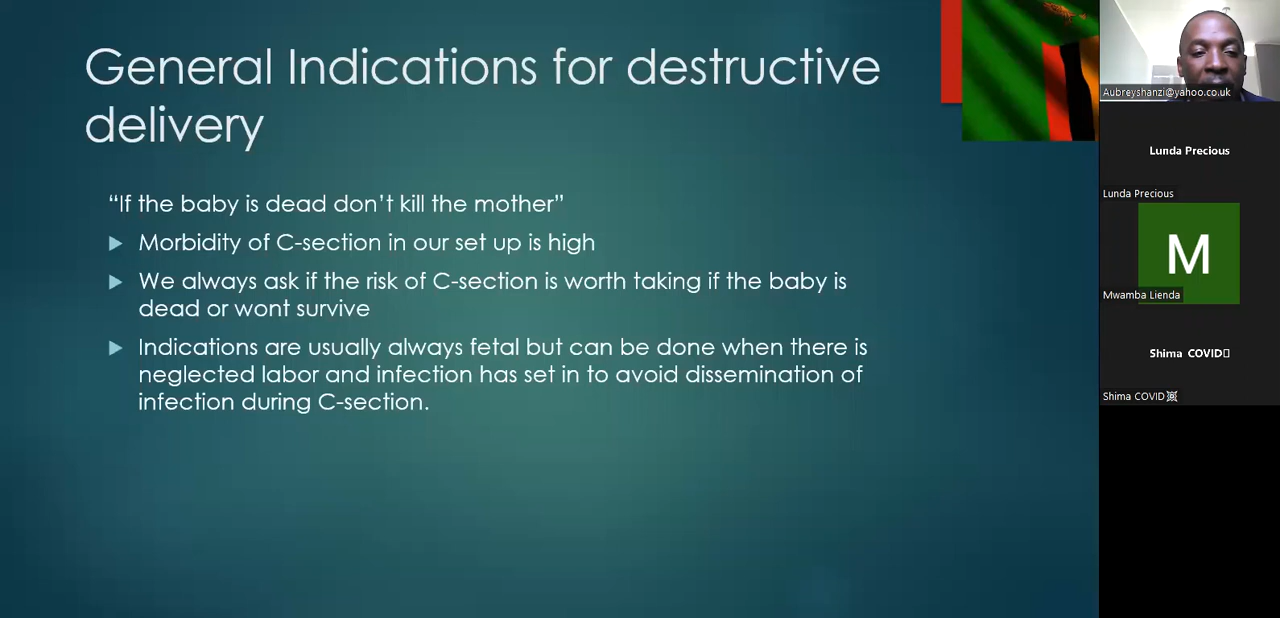 General Indications for destructive
delivery
“If the baby is dead don’t kill the mother”
Morbidity of C-section in our set up is high
We always ask if the risk of C-section is worth taking if the baby is
dead or wont survive
Indications are usually always fetal but can be done when there is
neglected labor and infection has set in to avoid dissemination of
infection during C-section.
Aubreyshanzi@yahoo.co.uk
Lunda Precious
Lunda Precious
M
Mwamba Lienda
Shima COVID
Shima COVID